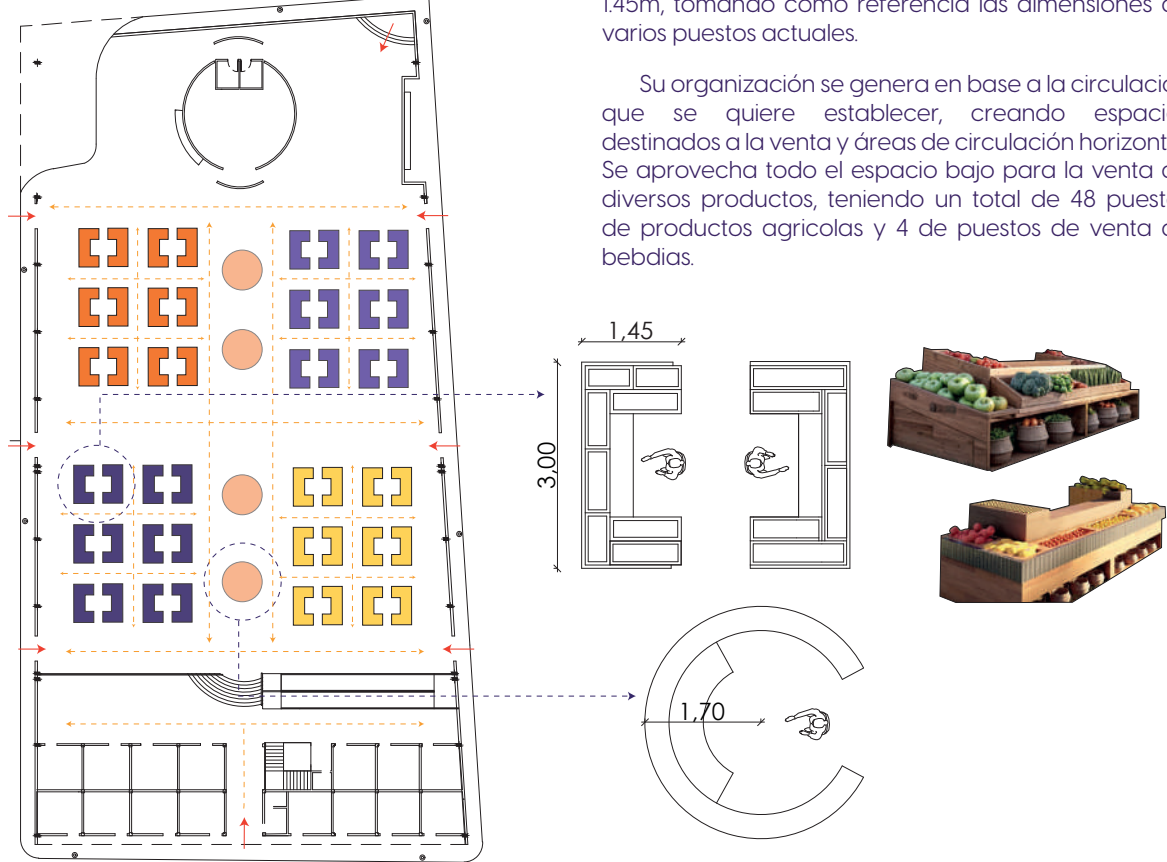 1.45m, tomando como referencia las dimensiones d
varios puestos actuales.
Su organización se genera en base a la circulació
que se quiere establecer, creando espaci
destinados a la venta y áreas de circulación horizont
Se aprovecha todo el espacio bajo para la venta d
diversos productos, teniendo un total de 48 puest
de productos agricolas y 4 de puestos de venta d
bebdias.
1,45
3,00
1,70